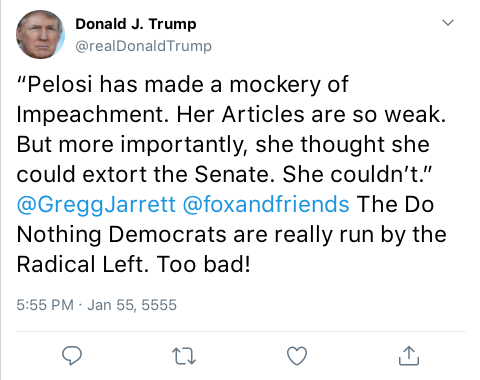 Donald J. Trump
@realDonaldTrump
“Pelosi has made a mockery of
Impeachment. Her Articles are so weak.
But more importantly, she thought she
could extort the Senate. She couldn’t.”
@GreggJarrett @foxandfriends The Do
Nothing Democrats are really run by the
Radical Left. Too bad!
5:55 PM · Jan 55, 5555